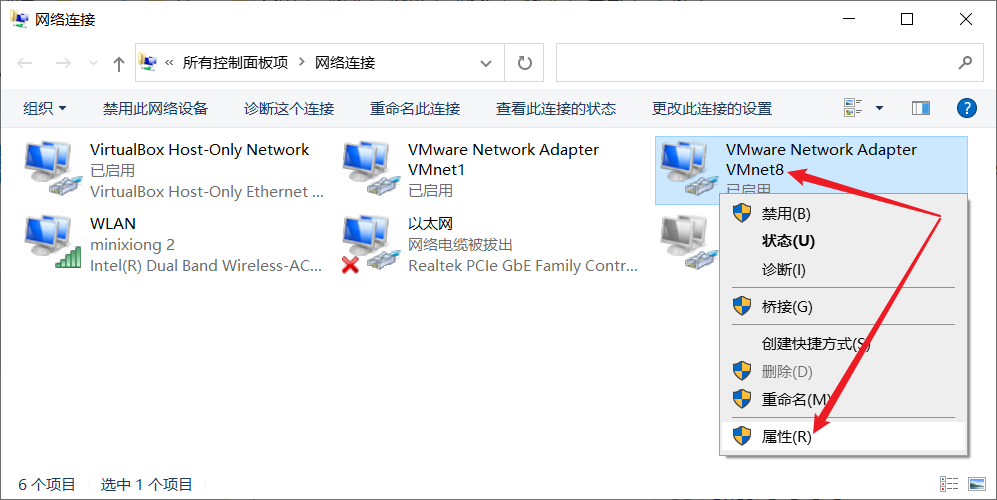 网络连接
« 所有控制面板项 > 网络连接
组织 禁用此网络设备 诊断这个连接 重命名此连接 查看此连接的状态 更改此连接的设置
VirtualBox Host-Only Network
已启用
VirtualBox Host-Only Ethernet ...
VMware Network Adapter
VMnet1
已启用
VMware Network Adapter
VMnet8
已启用
WLAN
minixiong 2
Intel(R) Dual Band Wireless-AC...
以太网
网络电缆被拔出
Realtek PCIe GbE Family Contr...
禁用(B)
状态(U)
诊断(I)
桥接(G)
创建快捷方式(S)
删除(D)
重命名(M)
属性(R)
6 个项目 选中 1 个项目